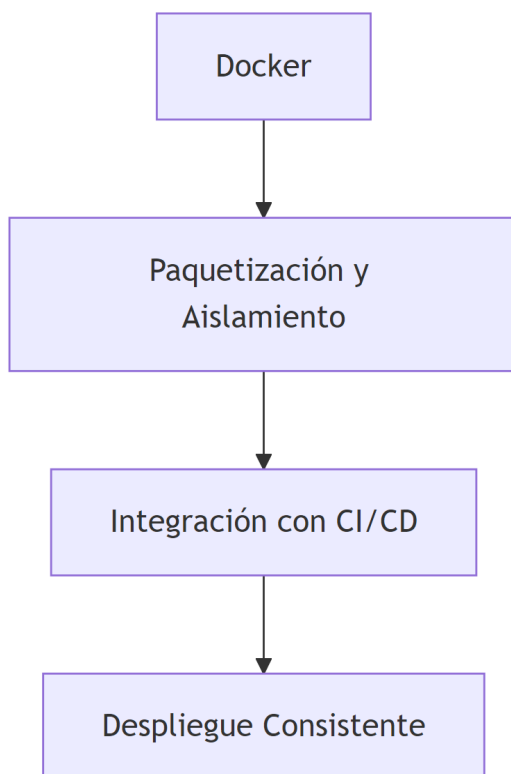 Docker
Paquetización y
Aislamiento
Integración con CI/CD
Despliegue Consistente